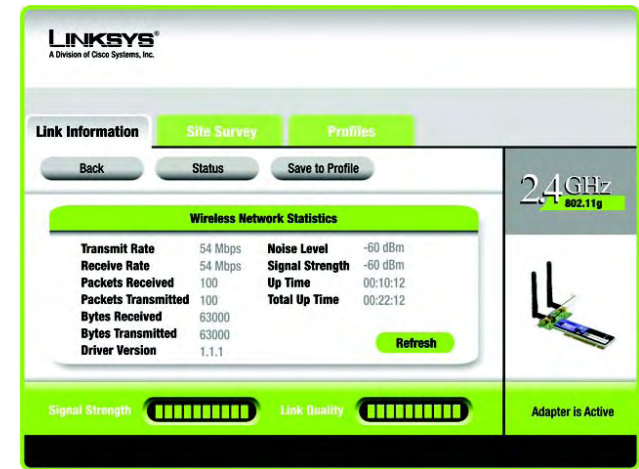 LINKSYS®
A Division of Cisco Systems, Inc.
Link Information Site Survey Profiles
Back Status Save to Profile
2.4 GHz
802.11g
Wireless Network Statistics
Transmit Rate 54 Mbps Noise Level -60 dBm
Receive Rate 54 Mbps Signal Strength -60 dBm
Packets Received 100 Up Time 00:10:12
Packets Transmitted 100 Total Up Time 00:22:12
Bytes Received 63000
Bytes Transmitted 63000
Driver Version 1.1.1
Refresh
Signal Strength Link Quality Adapter is Active